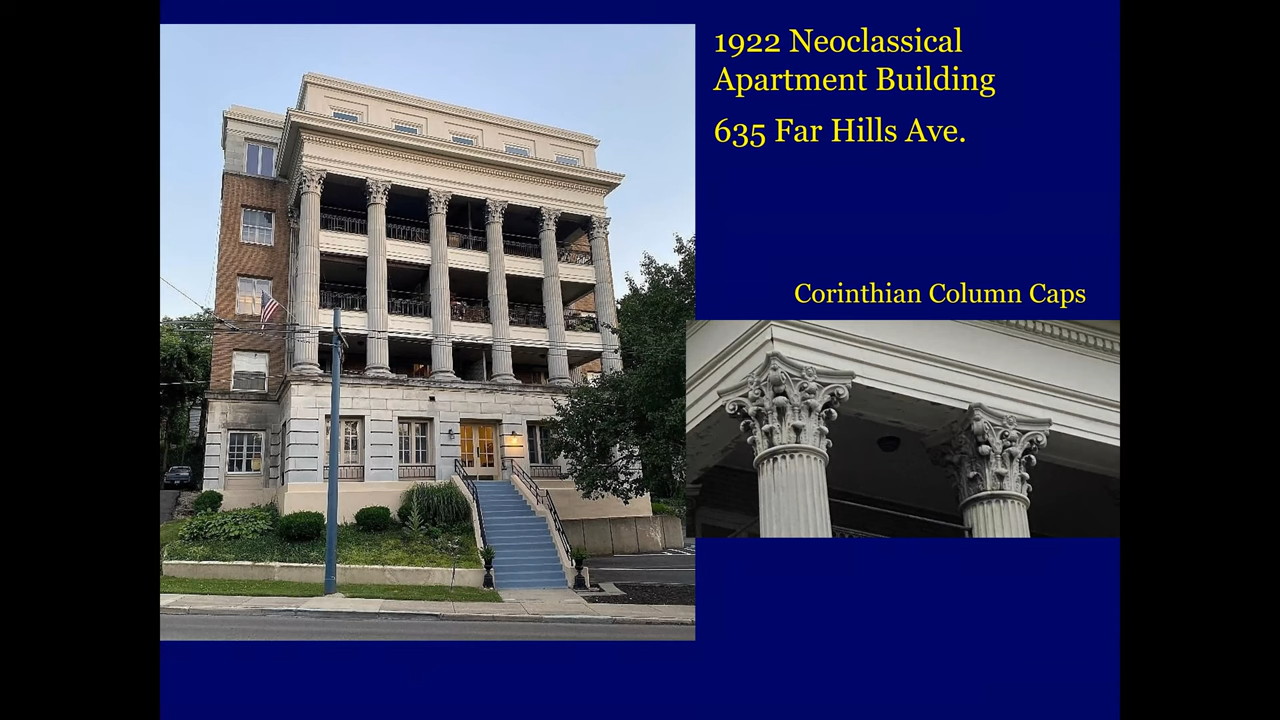 1922 Neoclassical
Apartment Building
635 Far Hills Ave.
Corinthian Column Caps